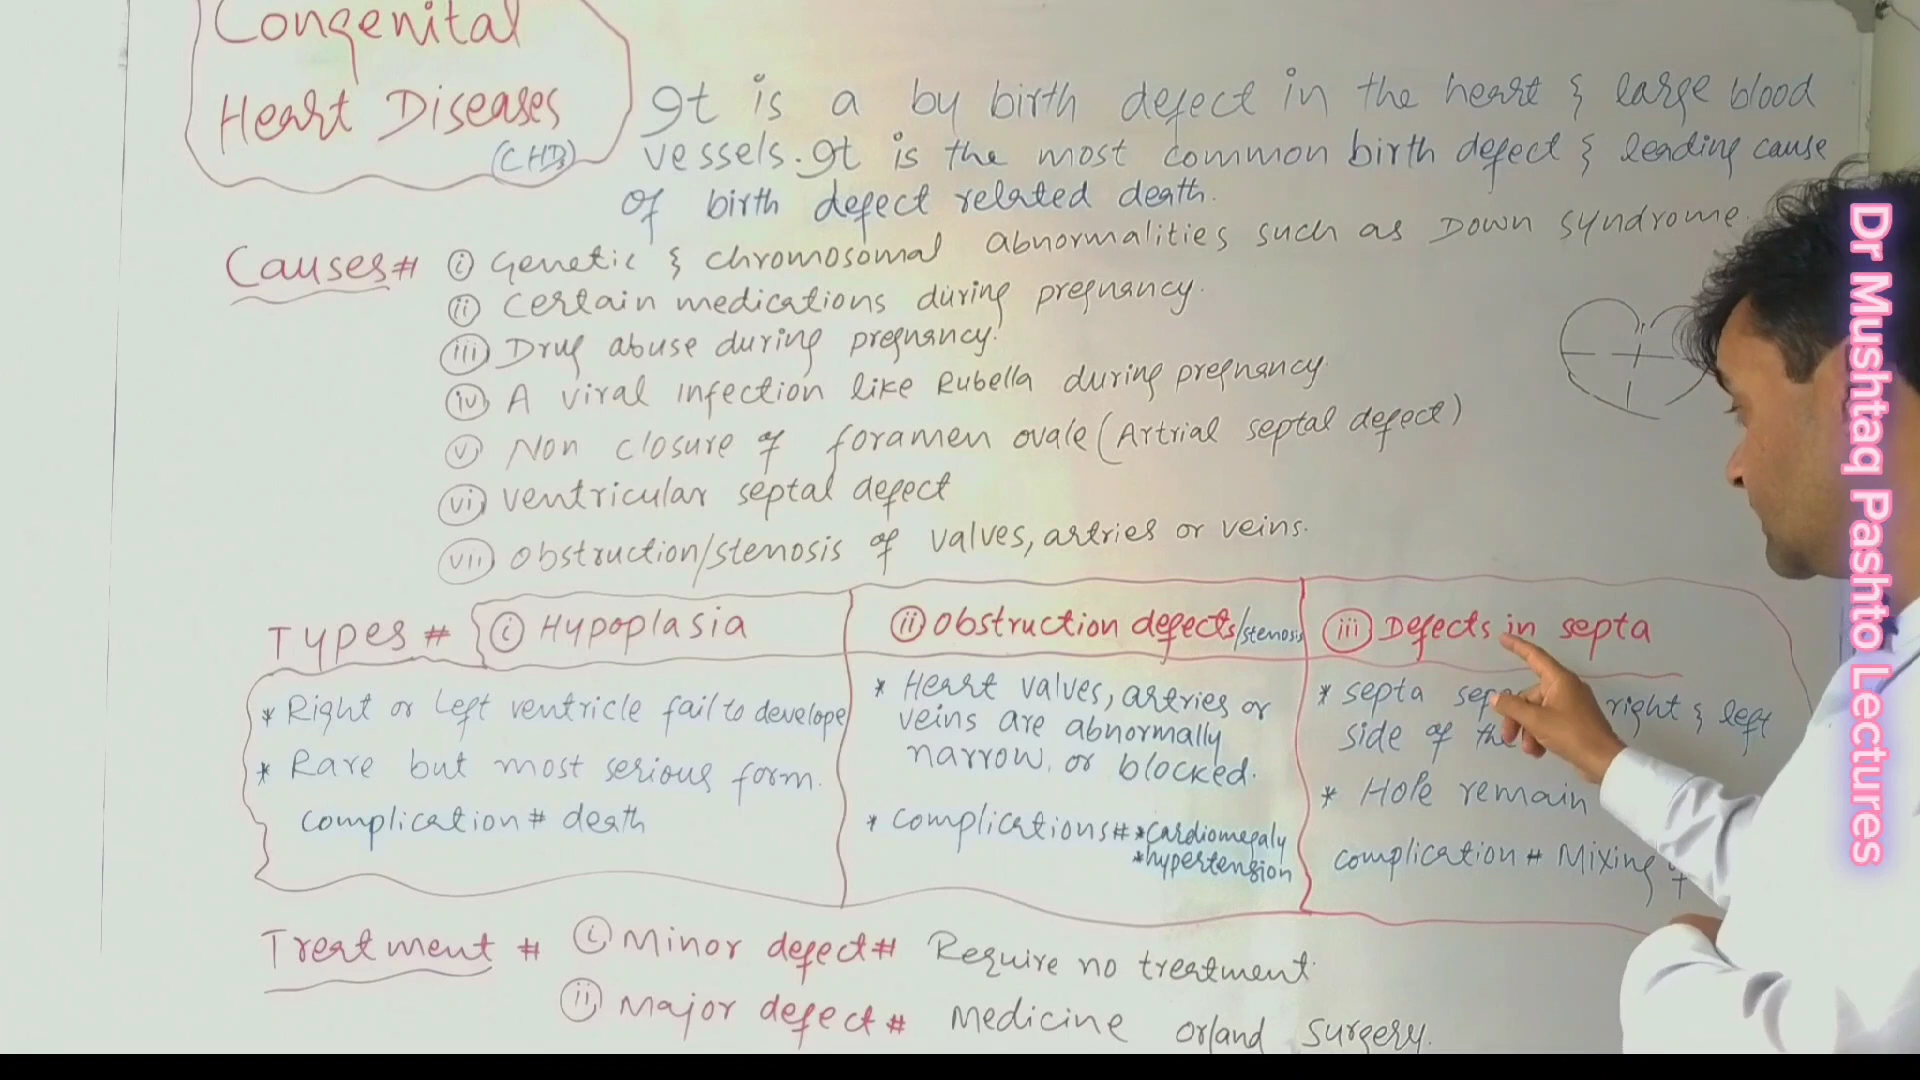 Congenital
Heart Diseases
(CHD)
It is a by birth defect in the heart & large blood
vessels. It is the most common birth defect & leading cause
of birth defect related death.
Causes # (i) Genetic & chromosomal abnormalities such as Down syndrome.
(ii) Certain medications during pregnancy.
(iii) Drug abuse during pregnancy.
(iv) A viral infection like Rubella during pregnancy.
(v) Non closure of foramen ovale (Artrial septal defect)
(vi) ventricular septal defect
(vii) obstruction/stenosis of valves, artries or veins.
Types # (i) Hypoplasia
* Right or Left ventricle fail to develope
* Rare but most serious form.
complication # death
(ii) Obstruction defects/stenosis
* Heart valves, artries or
veins are abnormally
narrow. or blocked.
* complications # * cardiomegaly
* hypertension
(iii) Defects in septa
* septa right & left
side of the
* Hole remain
complication # Mixing of
Treatment # (i) Minor defect # Require no treatment.
(ii) Major defect # Medicine or/and surgery.
Dr Mushtaq Pashto Lectures